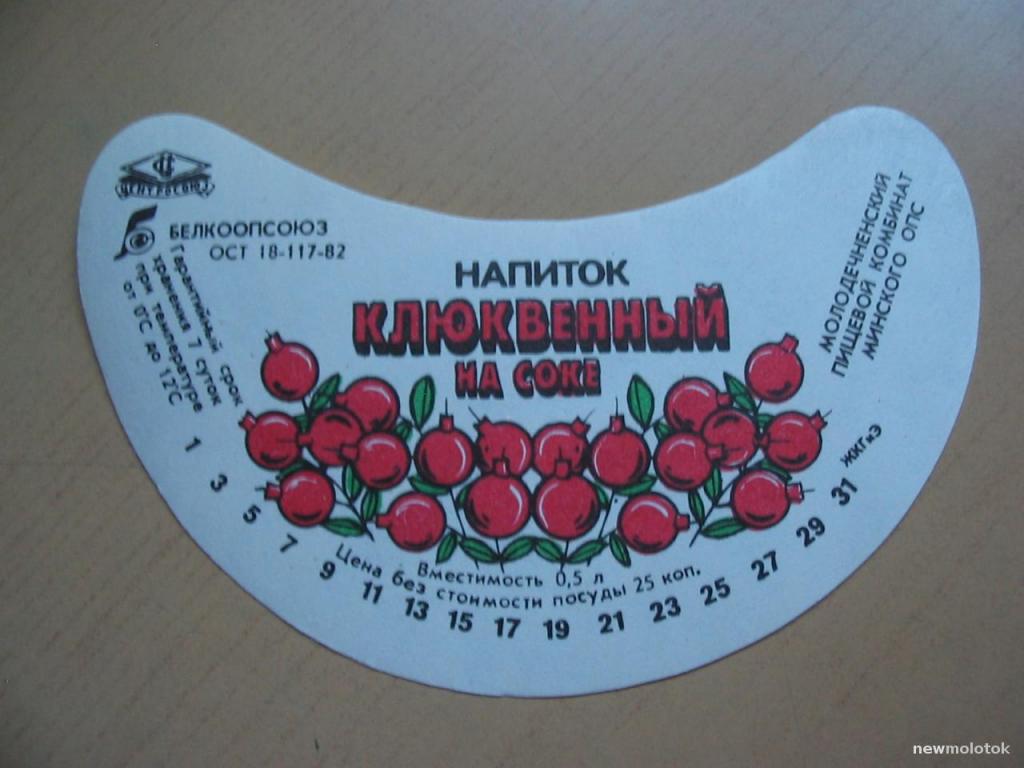 ЦЕНТРОСОЮЗ
БЕЛКООПСОЮЗ
ОСТ 18-117-82
Гарантийный срок
хранения 7 суток
при температуре
от 0°С до 12°С
НАПИТОК
КЛЮКВЕННЫЙ
НА СОКЕ
МОЛОДЕЧНЕНСКИЙ
ПИЩЕВОЙ КОМБИНАТ
МИНСКОГО ОПС
Вместимость 0,5 л
Цена без стоимости посуды 25 коп.
1 3 5 7 9 11 13 15 17 19 21 23 25 27 29 31 ЖКГиЭ
newmolotok